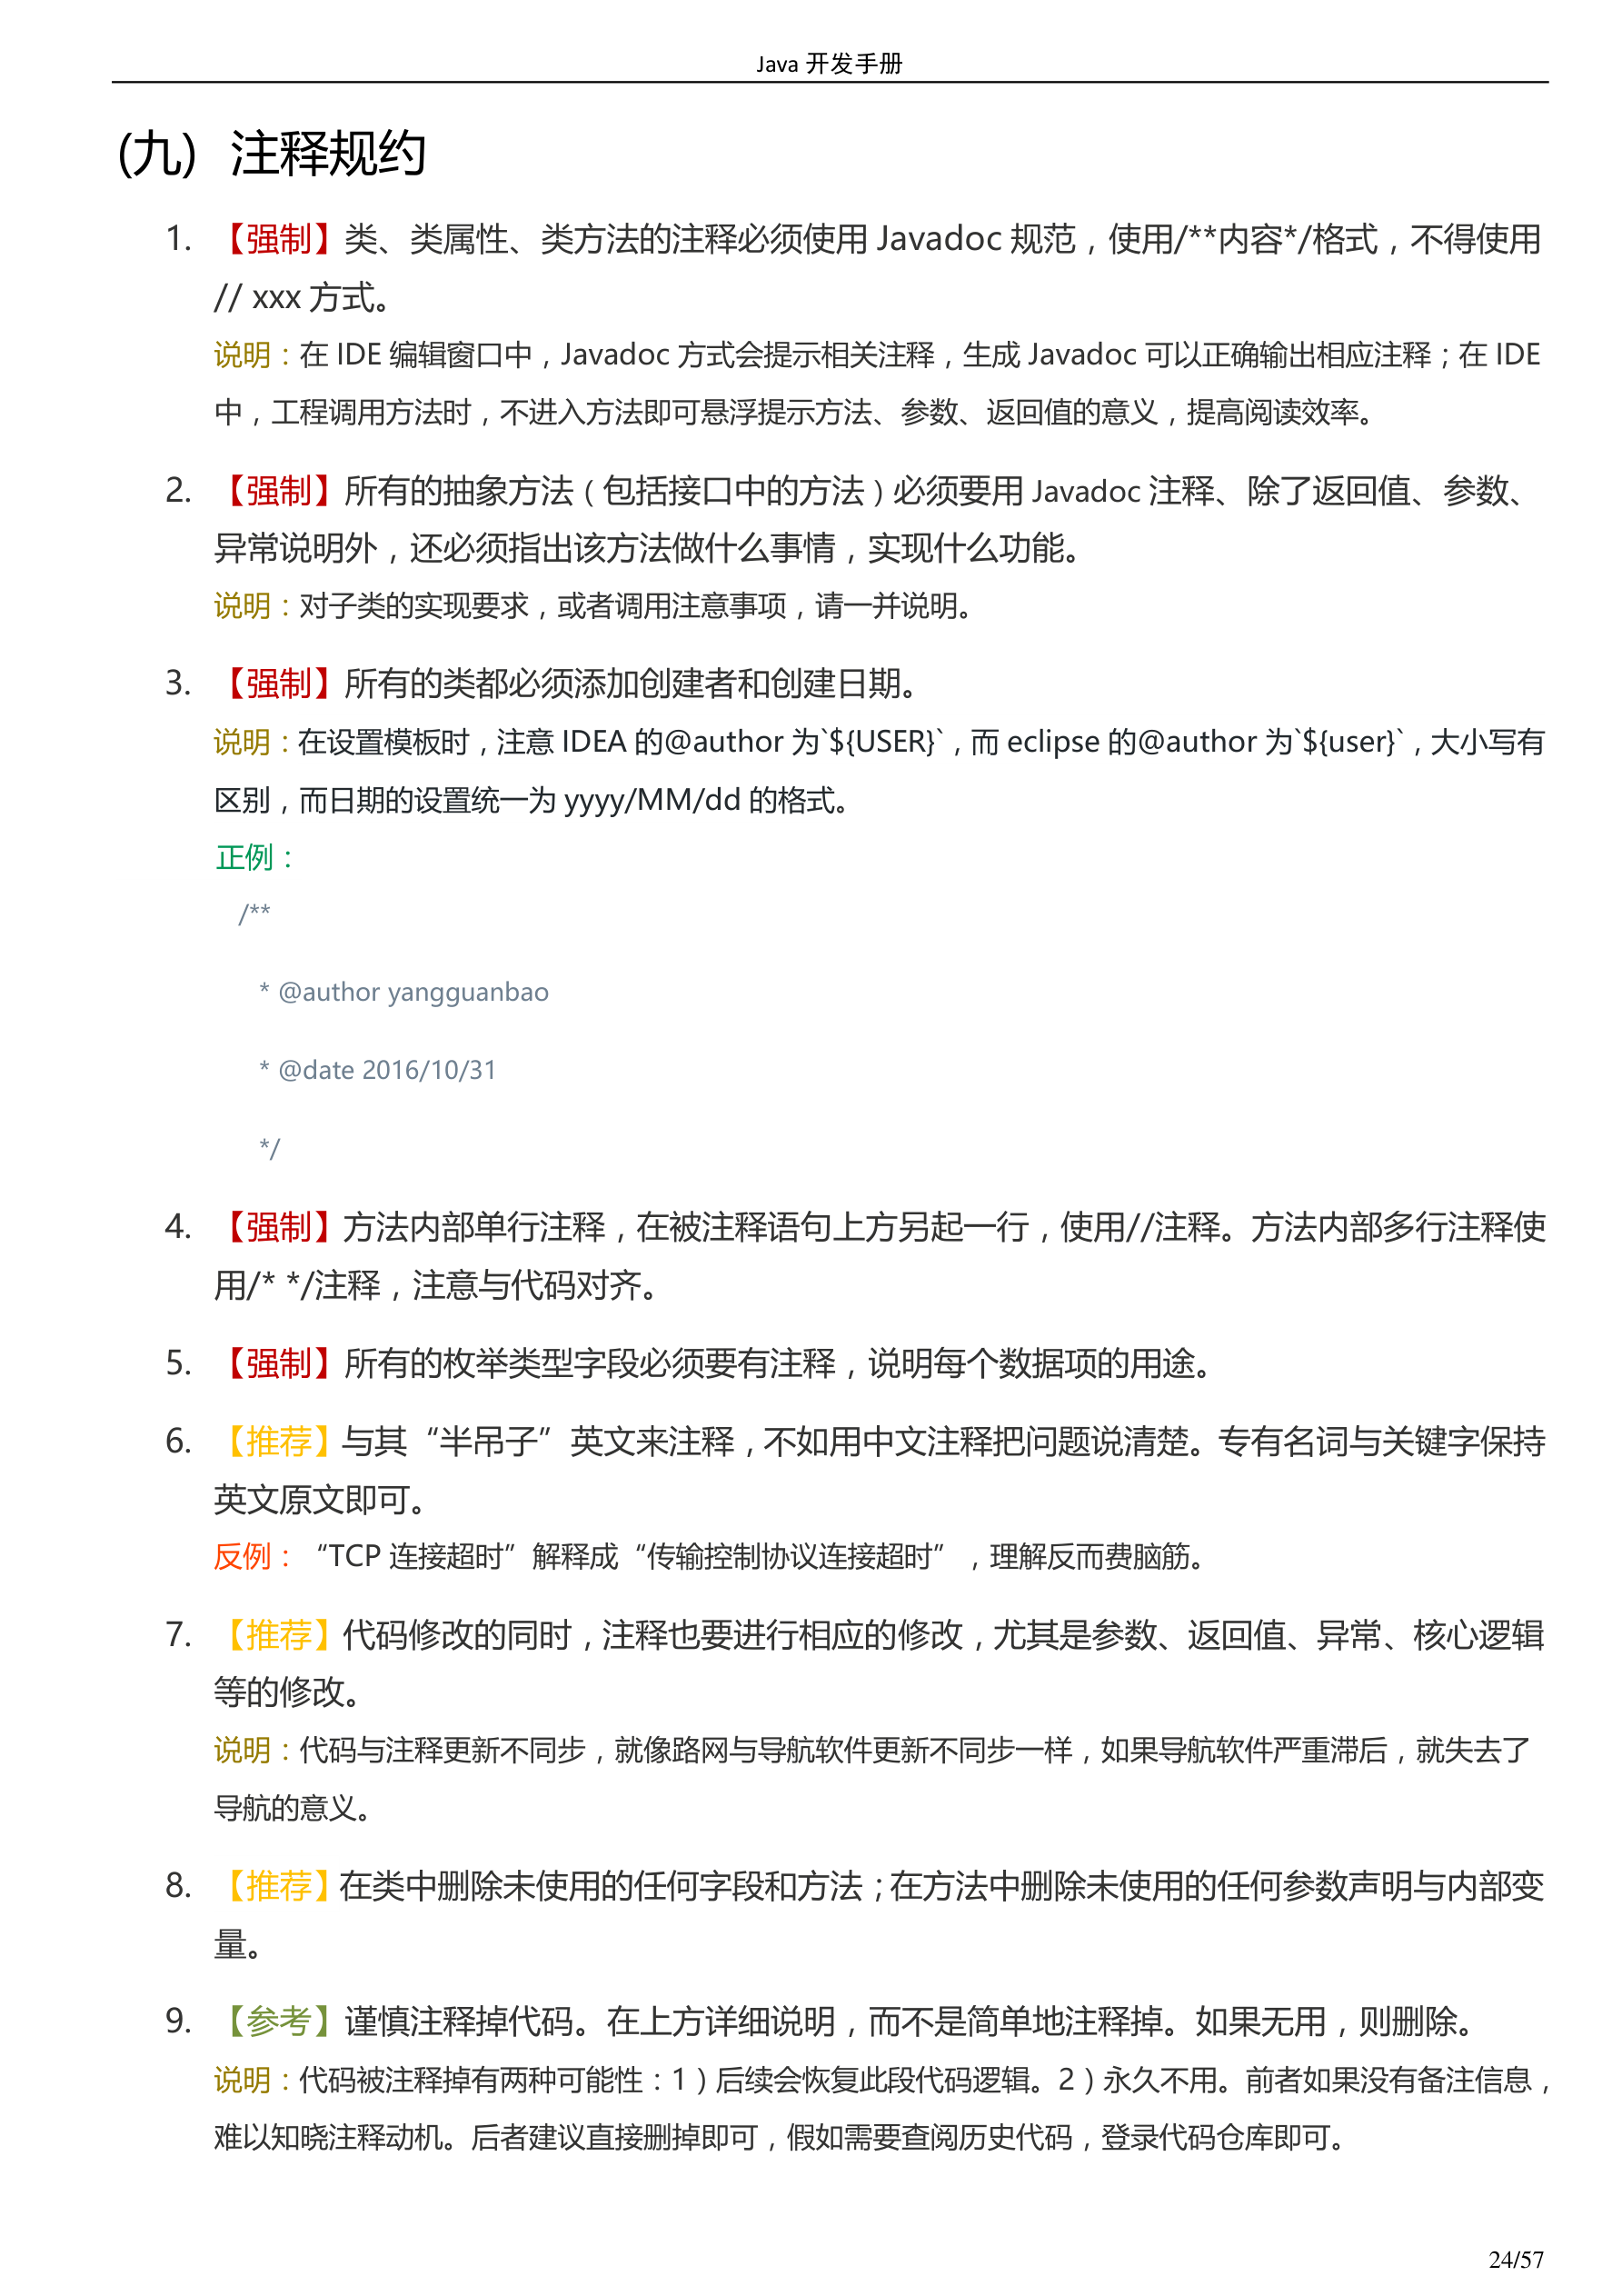 Java 开发手册
(九) 注释规约
1. 【强制】类、类属性、类方法的注释必须使用 Javadoc 规范，使用/**内容*/格式，不得使用
// xxx 方式。
说明：在 IDE 编辑窗口中，Javadoc 方式会提示相关注释，生成 Javadoc 可以正确输出相应注释；在 IDE
中，工程调用方法时，不进入方法即可悬浮提示方法、参数、返回值的意义，提高阅读效率。
2. 【强制】所有的抽象方法（包括接口中的方法）必须要用 Javadoc 注释、除了返回值、参数、
异常说明外，还必须指出该方法做什么事情，实现什么功能。
说明：对子类的实现要求，或者调用注意事项，请一并说明。
3. 【强制】所有的类都必须添加创建者和创建日期。
说明：在设置模板时，注意 IDEA 的@author 为`${USER}`，而 eclipse 的@author 为`${user}`，大小写有
区别，而日期的设置统一为 yyyy/MM/dd 的格式。
正例：
/**
* @author yangguanbao
* @date 2016/10/31
*/
4. 【强制】方法内部单行注释，在被注释语句上方另起一行，使用//注释。方法内部多行注释使
用/* */注释，注意与代码对齐。
5. 【强制】所有的枚举类型字段必须要有注释，说明每个数据项的用途。
6. 【推荐】与其“半吊子”英文来注释，不如用中文注释把问题说清楚。专有名词与关键字保持
英文原文即可。
反例：“TCP 连接超时”解释成“传输控制协议连接超时”，理解反而费脑筋。
7. 【推荐】代码修改的同时，注释也要进行相应的修改，尤其是参数、返回值、异常、核心逻辑
等的修改。
说明：代码与注释更新不同步，就像路网与导航软件更新不同步一样，如果导航软件严重滞后，就失去了
导航的意义。
8. 【推荐】在类中删除未使用的任何字段和方法；在方法中删除未使用的任何参数声明与内部变
量。
9. 【参考】谨慎注释掉代码。在上方详细说明，而不是简单地注释掉。如果无用，则删除。
说明：代码被注释掉有两种可能性：1）后续会恢复此段代码逻辑。2）永久不用。前者如果没有备注信息，
难以知晓注释动机。后者建议直接删掉即可，假如需要查阅历史代码，登录代码仓库即可。
24/57